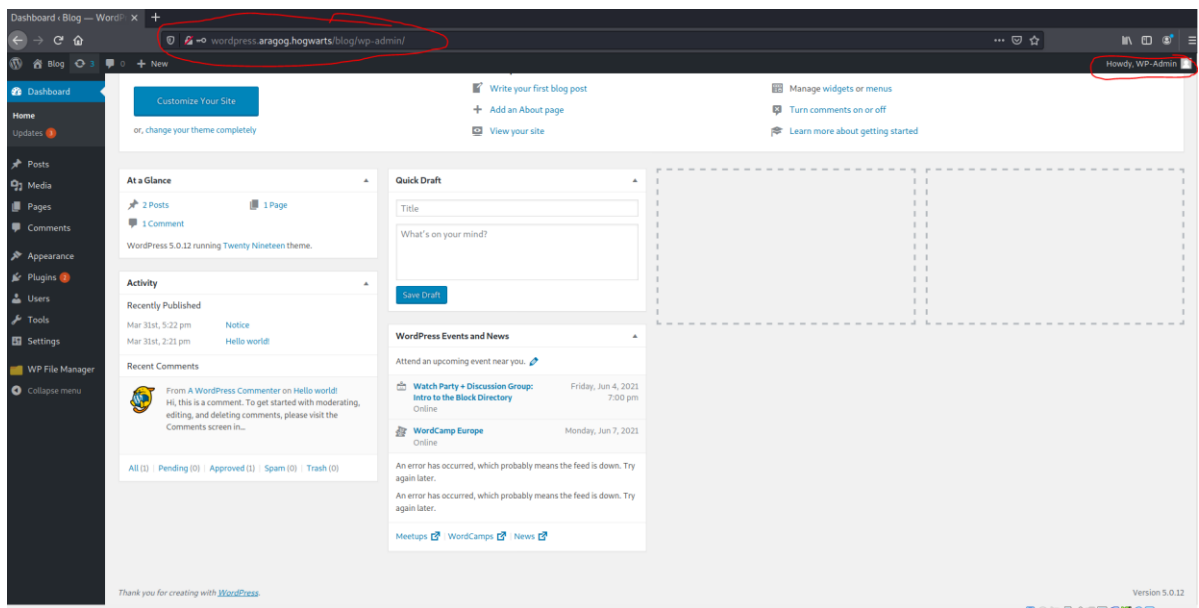 Dashboard ‹ Blog — WordP
wordpress.aragog.hogwarts/blog/wp-admin/
Blog 3 0 + New Howdy, WP-Admin
Dashboard
Home
Updates 3
Posts
Media
Pages
Comments
Appearance
Plugins 3
Users
Tools
Settings
WP File Manager
Collapse menu
Customize Your Site
or, change your theme completely
Write your first blog post
Add an About page
View your site
Manage widgets or menus
Turn comments on or off
Learn more about getting started
At a Glance
2 Posts 1 Page
1 Comment
WordPress 5.0.12 running Twenty Nineteen theme.
Activity
Recently Published
Mar 31st, 5:22 pm Notice
Mar 31st, 2:21 pm Hello world!
Recent Comments
From A WordPress Commenter on Hello world!
Hi, this is a comment. To get started with moderating,
editing, and deleting comments, please visit the
Comments screen in...
All (1) | Pending (0) | Approved (1) | Spam (0) | Trash (0)
Quick Draft
Title
What's on your mind?
Save Draft
WordPress Events and News
Attend an upcoming event near you.
Watch Party + Discussion Group: Friday, Jun 4, 2021
Intro to the Block Directory 7:00 pm
Online
WordCamp Europe Monday, Jun 7, 2021
Online
An error has occurred, which probably means the feed is down. Try
again later.
An error has occurred, which probably means the feed is down. Try
again later.
Meetups WordCamps News
Thank you for creating with WordPress. Version 5.0.12